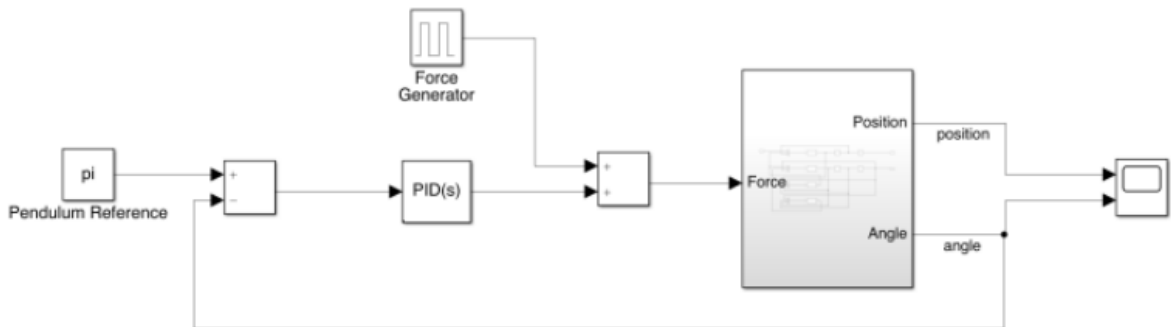 Force
Generator
pi
Pendulum Reference
+
−
PID(s)
+
+
Force
Position
position
Angle
angle